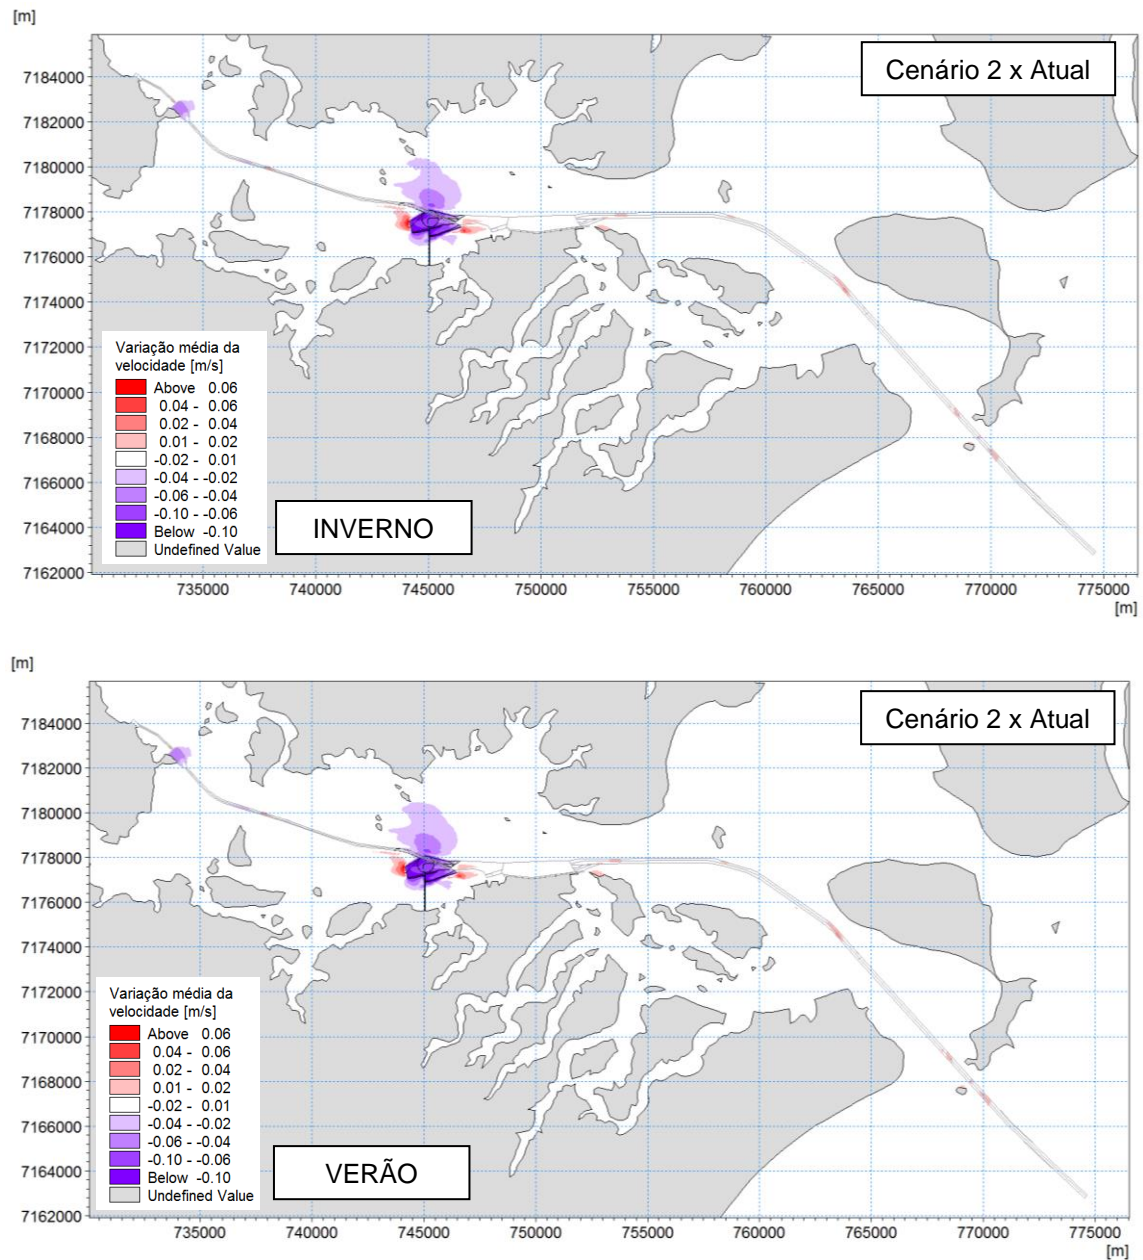 [m]
Cenário 2 x Atual
7184000
7182000
7180000
7178000
7176000
7174000
7172000
7170000
7168000
7166000
7164000
7162000
Variação média da
velocidade [m/s]
Above 0.06
0.04 - 0.06
0.02 - 0.04
0.01 - 0.02
-0.02 - 0.01
-0.04 - -0.02
-0.06 - -0.04
-0.10 - -0.06
Below -0.10
Undefined Value
INVERNO
735000 740000 745000 750000 755000 760000 765000 770000 775000
[m]
[m]
Cenário 2 x Atual
7184000
7182000
7180000
7178000
7176000
7174000
7172000
7170000
7168000
7166000
7164000
7162000
Variação média da
velocidade [m/s]
Above 0.06
0.04 - 0.06
0.02 - 0.04
0.01 - 0.02
-0.02 - 0.01
-0.04 - -0.02
-0.06 - -0.04
-0.10 - -0.06
Below -0.10
Undefined Value
VERÃO
735000 740000 745000 750000 755000 760000 765000 770000 775000
[m]